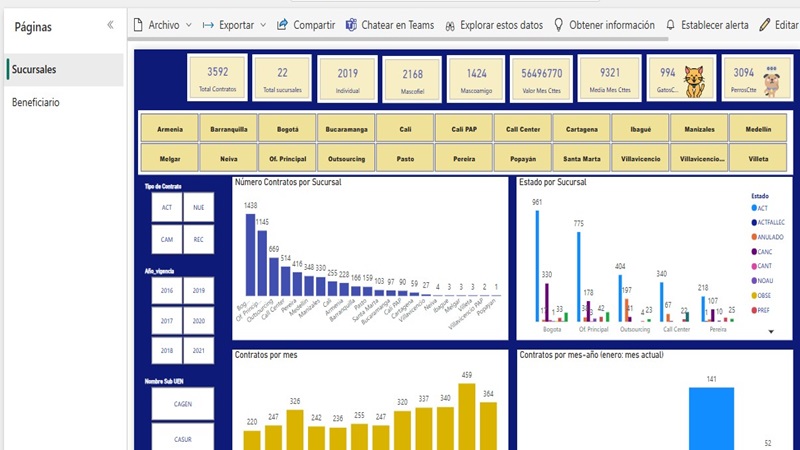 Páginas
Archivo Exportar Compartir Chatear en Teams Explorar estos datos Obtener información Establecer alerta Editar
Sucursales
Beneficiario
3592 22 2019 2168 1424 56496770 9321 994 3094
Total Contratos Total sucursales Individual Mascofiel Mascoamigo Valor Mes Cttes Media Mes Cttes GatosC... PerrosCtte
Armenia Barranquilla Bogotá Bucaramanga Cali Cali PAP Call Center Cartagena Ibagué Manizales Medellín
Melgar Neiva Of. Principal Outsourcing Pasto Pereira Popayán Santa Marta Villavicencio Villavicencio... Villeta
Tipo de Contrato
ACT NUE
CAM REC
Año_vigencia
2016 2019
2017 2020
2018 2021
Nombre Sub UEN
CAGEN
CASUR
Número Contratos por Sucursal
1438 1145 669 514 416 348 330 255 228 166 159 103 97 90 59 27 4 3 4 3 2 1
Bog... Of. Princip... Outsourcing Call Center Pereira Medellín Manizales Cali Armenia Barranquilla Pasto Santa Marta Bucaramanga Cali PAP Cartagena Villavicencio Neiva Ibagué Melgar Villeta Villavicencio PAP Popayán
Estado por Sucursal
961 330 1 33
775 178 3 42
404 197 41 4 23
340 67 22
218 107 1 10 25
Bogota Of. Principal Outsourcing Call Center Pereira
Estado
ACT
ACTFALLEC
ANULADO
CANC
CANT
NOAU
OBSE
PREF
Contratos por mes
220 247 326 242 236 255 247 320 337 340 459 364
Contratos por mes-año (enero: mes actual)
141
52